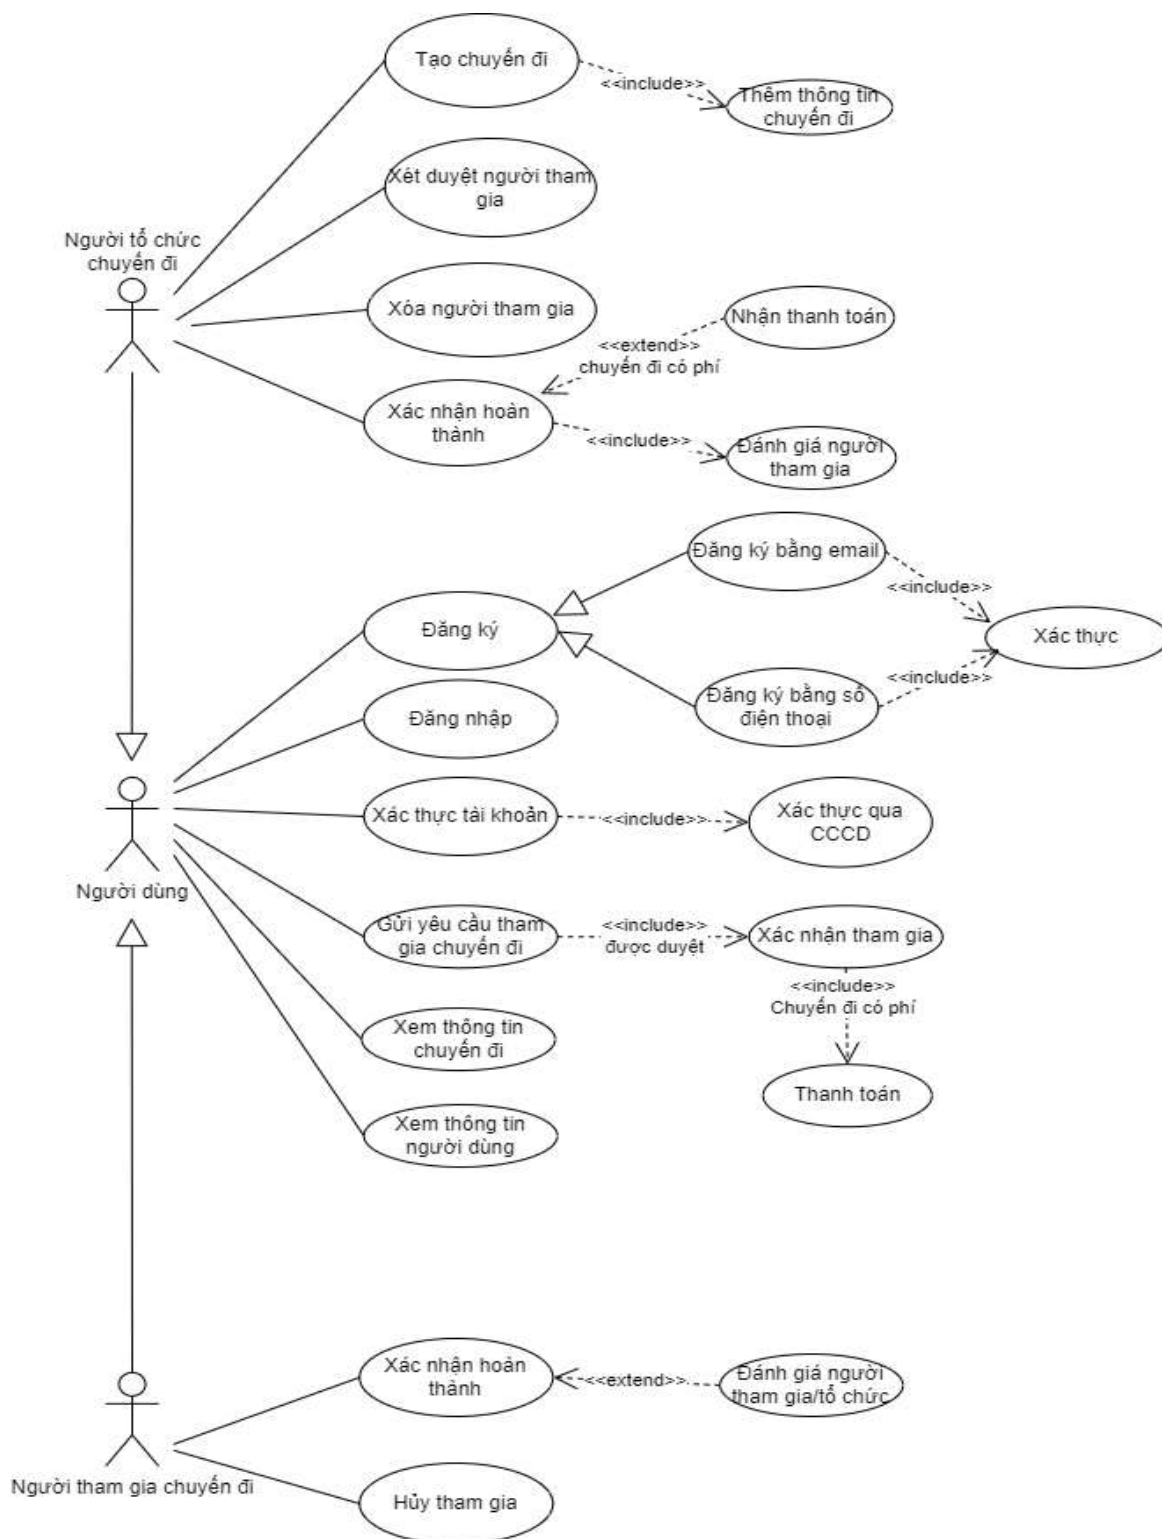 Tạo chuyến đi
<<include>>
Thêm thông tin
chuyến đi
Xét duyệt người tham
gia
Người tổ chức
chuyến đi
Xóa người tham gia
Nhận thanh toán
<<extend>>
chuyến đi có phí
Xác nhận hoàn
thành
<<include>>
Đánh giá người
tham gia
Đăng ký bằng email
<<include>>
Đăng ký
Xác thực
Đăng ký bằng số
điện thoại
<<include>>
Đăng nhập
Xác thực tài khoản
<<include>>
Xác thực qua
CCCD
Người dùng
Gửi yêu cầu tham
gia chuyến đi
<<include>>
được duyệt
Xác nhận tham gia
<<include>>
Chuyến đi có phí
Xem thông tin
chuyến đi
Thanh toán
Xem thông tin
người dùng
Xác nhận hoàn
thành
<<extend>>
Đánh giá người
tham gia/tổ chức
Người tham gia chuyến đi
Hủy tham gia